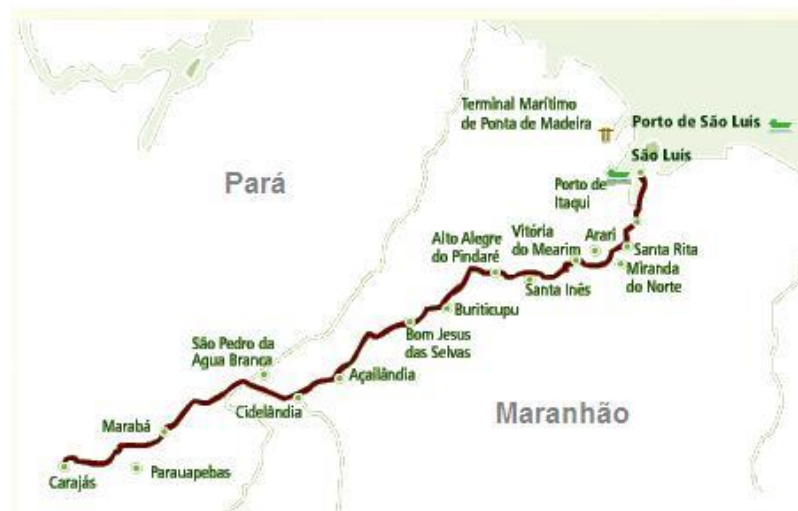 Terminal Marítimo
de Ponta de Madeira
Porto de São Luís
São Luís
Pará
Porto de
Itaqui
Vitória
do Mearim
Arari
Alto Alegre
do Pindaré
Santa Rita
Miranda
do Norte
Santa Inês
Buriticupu
Bom Jesus
das Selvas
São Pedro da
Agua Branca
Açailândia
Cidelândia
Maranhão
Marabá
Parauapebas
Carajás